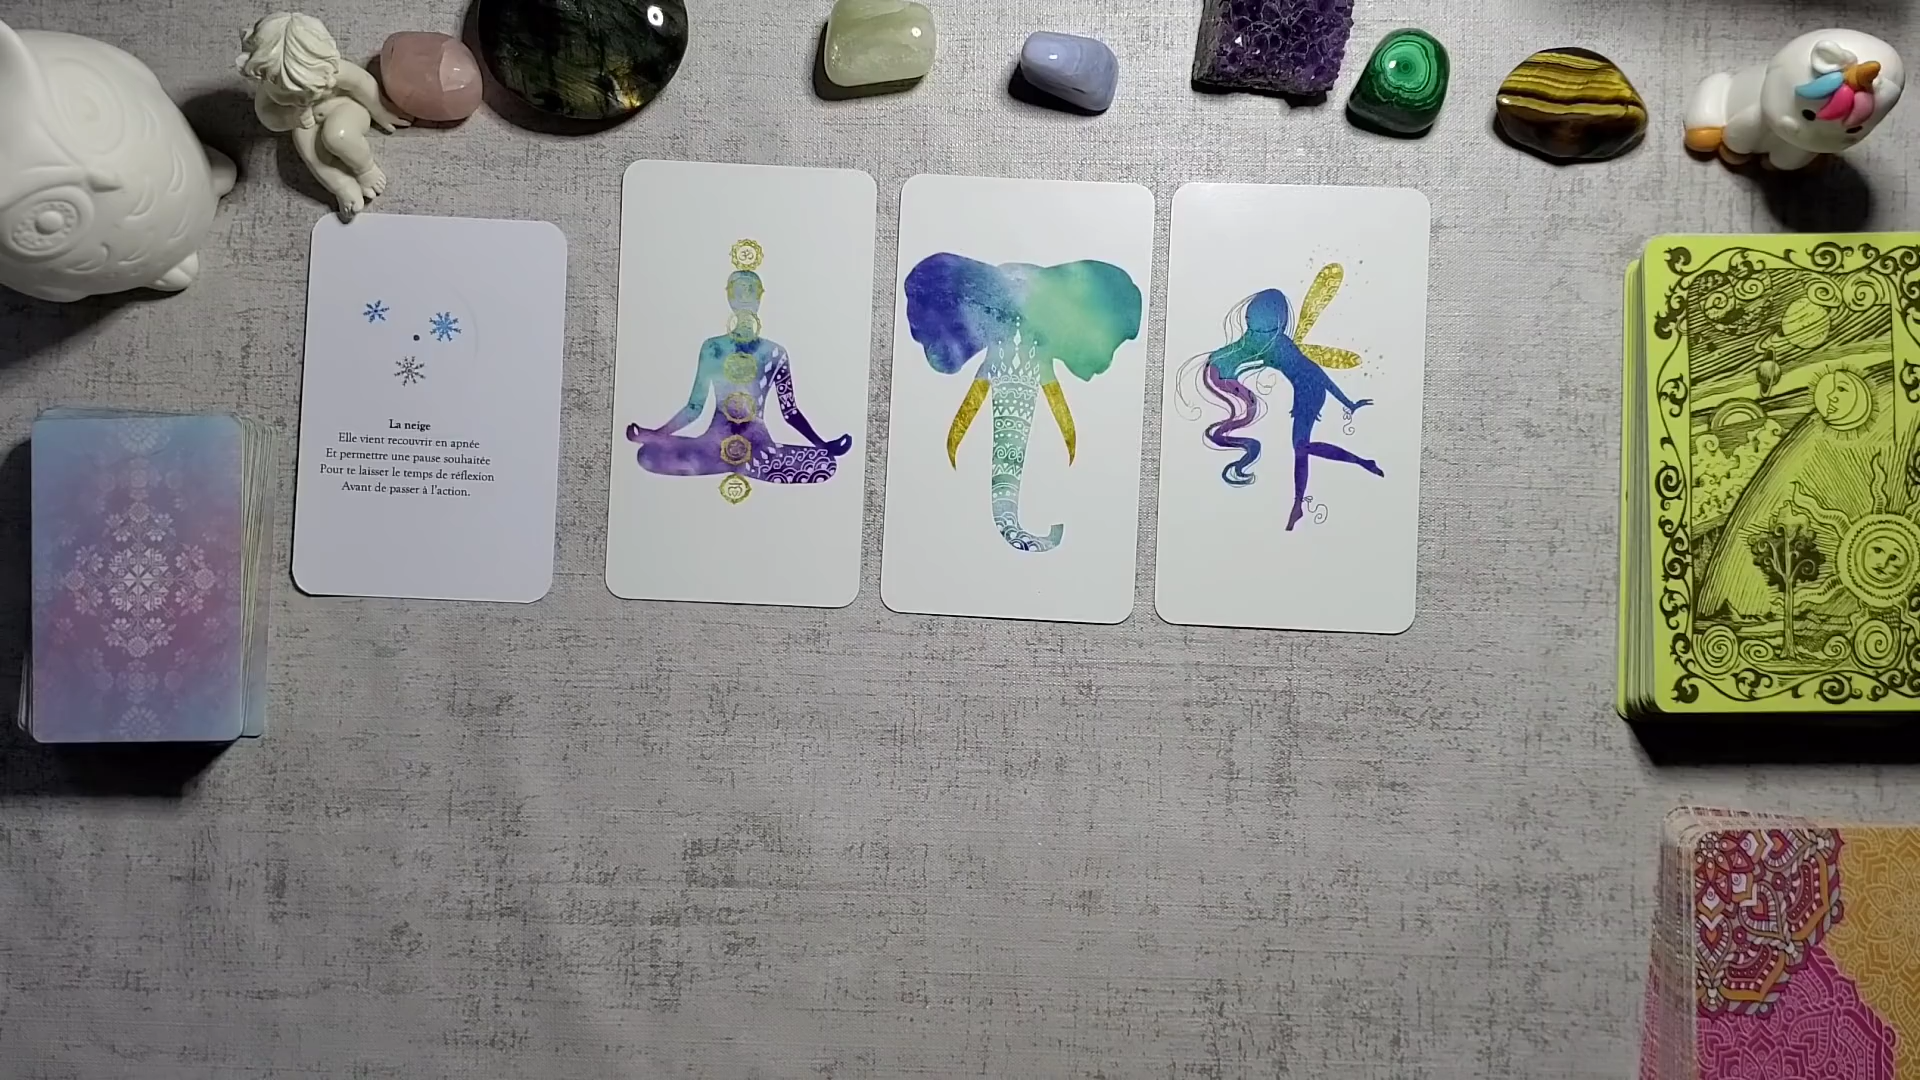 La neige
Elle vient recouvrir en apnée
Et permettre une pause souhaitée
Pour te laisser le temps de réflexion
Avant de passer à l'action.